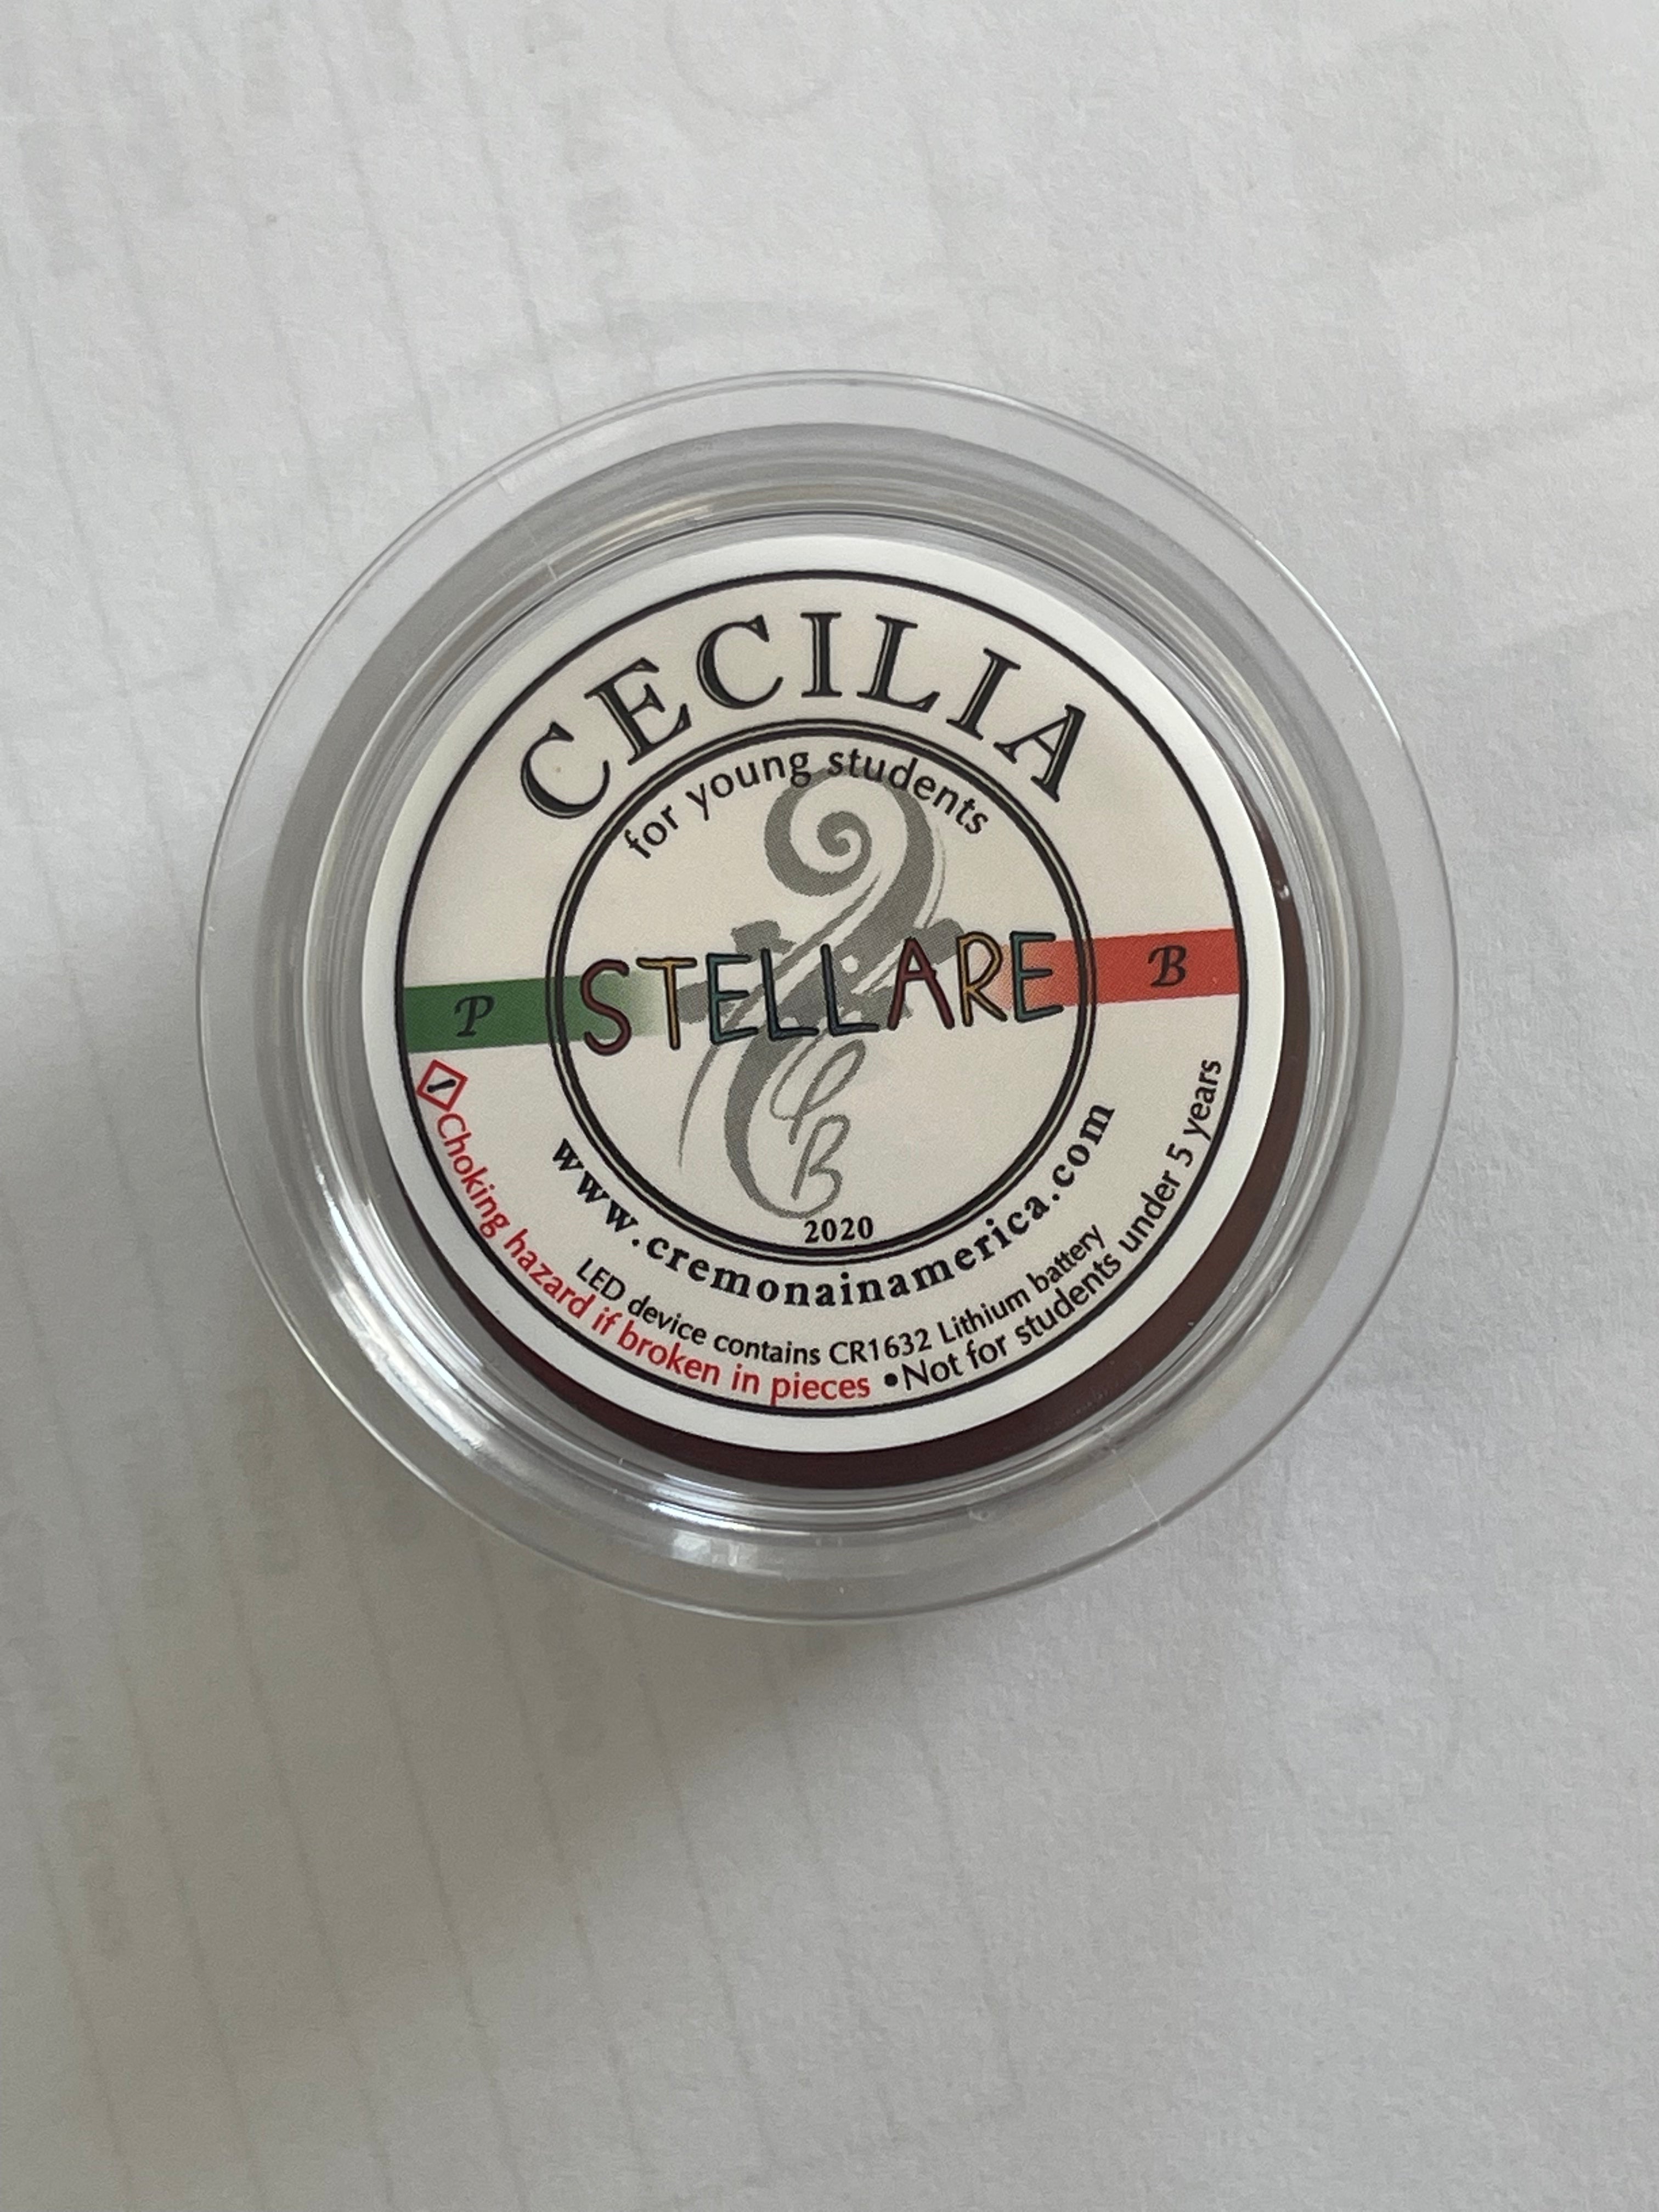 CECILIA
for young students
P STELLARE B
PB
2020
www.cremonainamerica.com
LED device contains CR1632 Lithium battery
! Choking hazard if broken in pieces •Not for students under 5 years